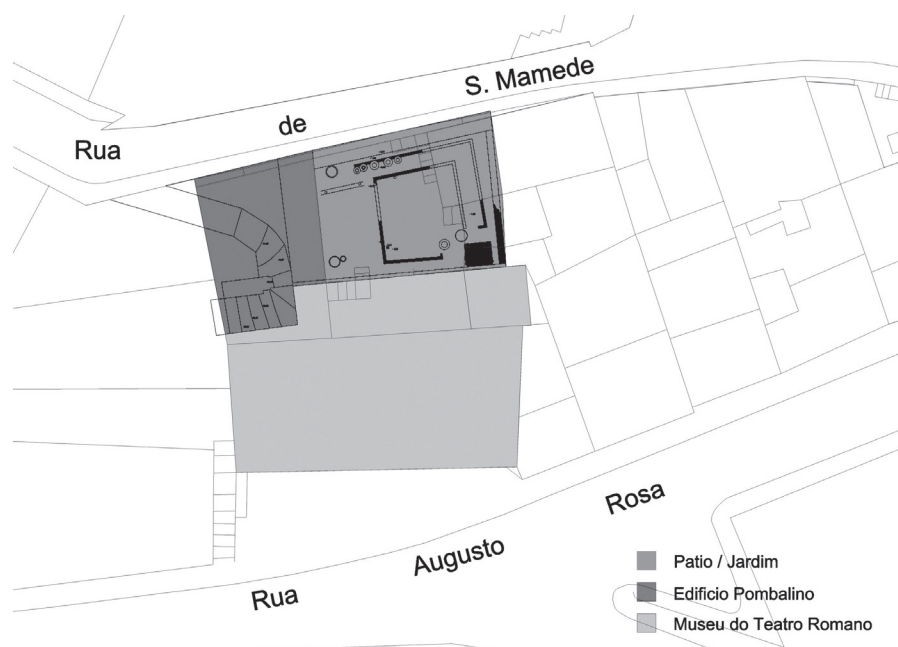 Rua de S. Mamede
Rua Augusto Rosa
Patio / Jardim
Edificio Pombalino
Museu do Teatro Romano